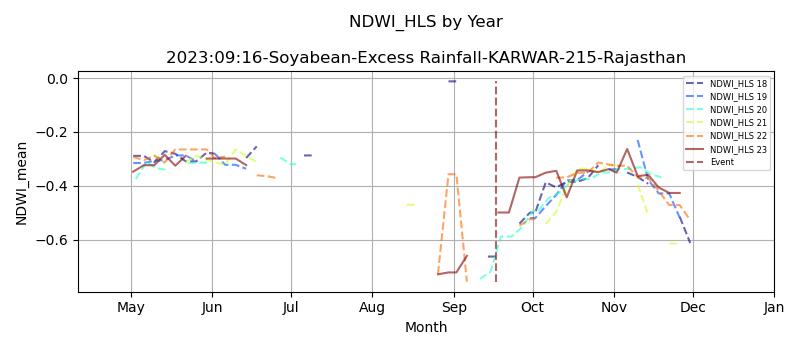 NDWI_HLS by Year
2023:09:16-Soyabean-Excess Rainfall-KARWAR-215-Rajasthan
NDWI_HLS 18
NDWI_HLS 19
NDWI_HLS 20
NDWI_HLS 21
NDWI_HLS 22
NDWI_HLS 23
Event
NDWI_mean
0.0
−0.2
−0.4
−0.6
May Jun Jul Aug Sep Oct Nov Dec Jan
Month